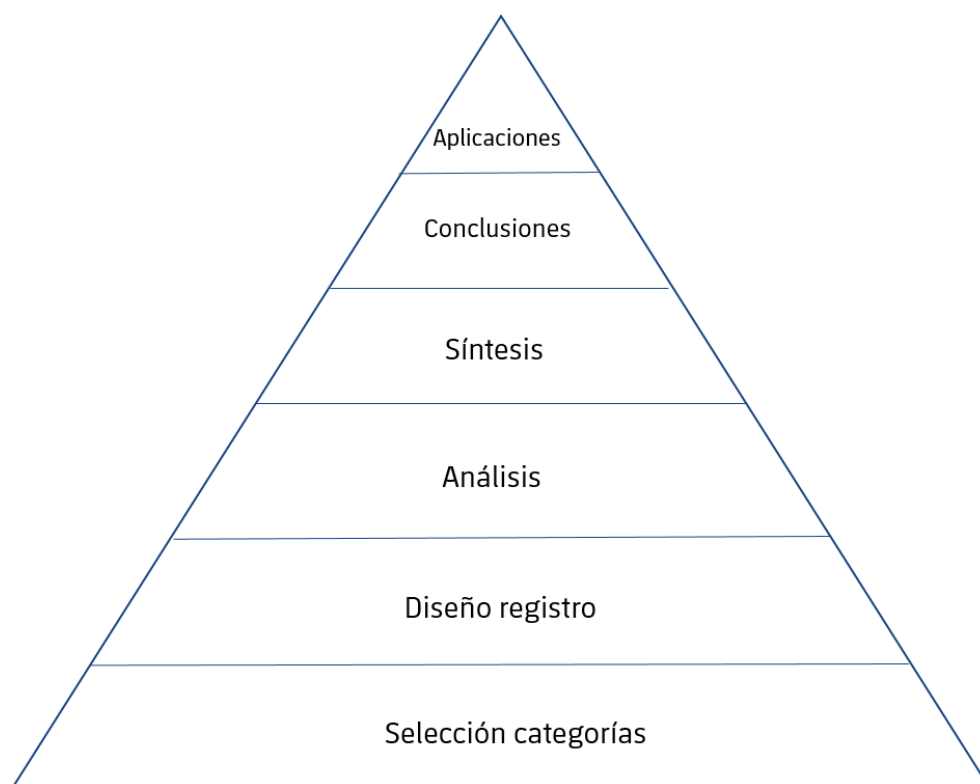 Aplicaciones
Conclusiones
Síntesis
Análisis
Diseño registro
Selección categorías